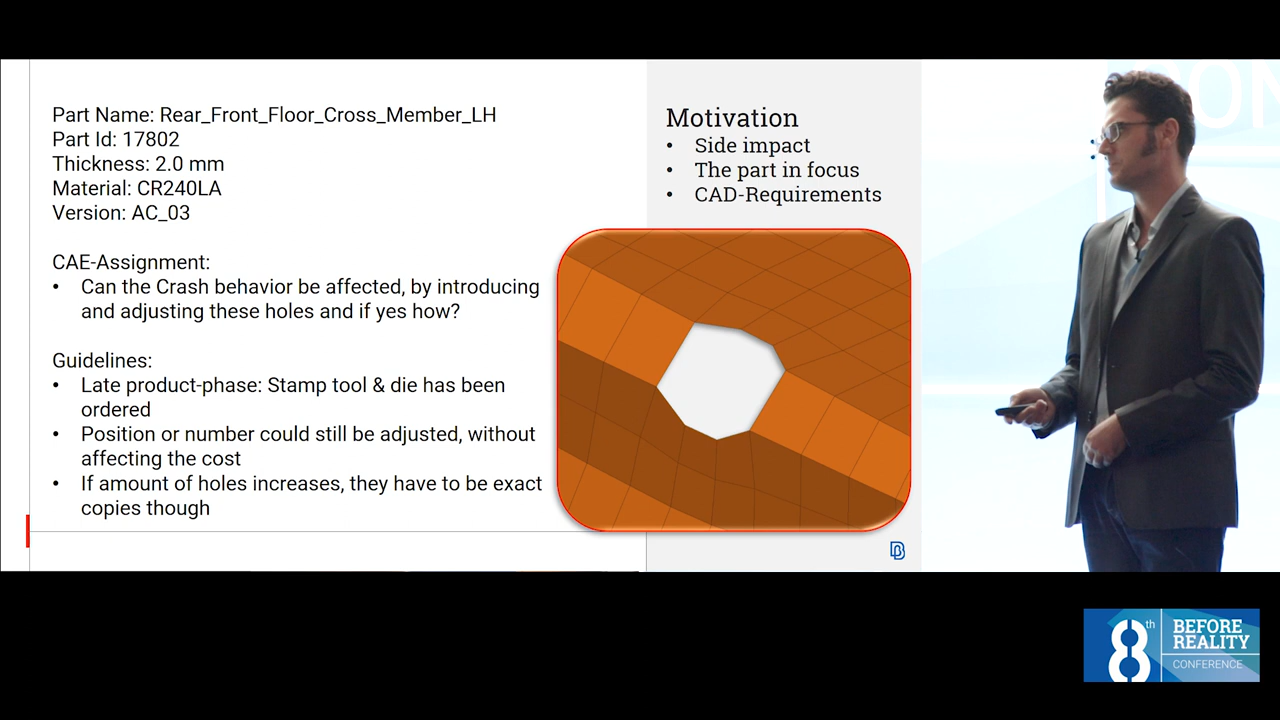 Part Name: Rear_Front_Floor_Cross_Member_LH
Part Id: 17802
Thickness: 2.0 mm
Material: CR240LA
Version: AC_03
CAE-Assignment:
• Can the Crash behavior be affected, by introducing
and adjusting these holes and if yes how?
Guidelines:
• Late product-phase: Stamp tool & die has been
ordered
• Position or number could still be adjusted, without
affecting the cost
• If amount of holes increases, they have to be exact
copies though
Motivation
• Side impact
• The part in focus
• CAD-Requirements
8th
BEFORE
REALITY
CONFERENCE